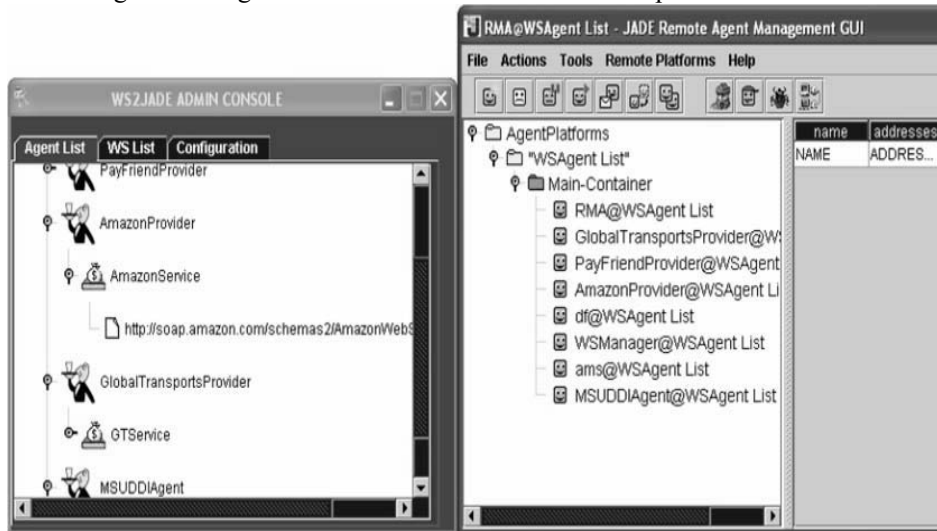 RMA@WSAgent List - JADE Remote Agent Management GUI
File Actions Tools Remote Platforms Help
WS2JADE ADMIN CONSOLE
Agent List WS List Configuration
PayFriendProvider
AmazonProvider
AmazonService
http://soap.amazon.com/schemas2/AmazonWebS
GlobalTransportsProvider
GTService
MSUDDIAgent
AgentPlatforms
"WSAgent List"
Main-Container
RMA@WSAgent List
GlobalTransportsProvider@W
PayFriendProvider@WSAgent
AmazonProvider@WSAgent Li
df@WSAgent List
WSManager@WSAgent List
ams@WSAgent List
MSUDDIAgent@WSAgent List
name addresses
NAME ADDRES...